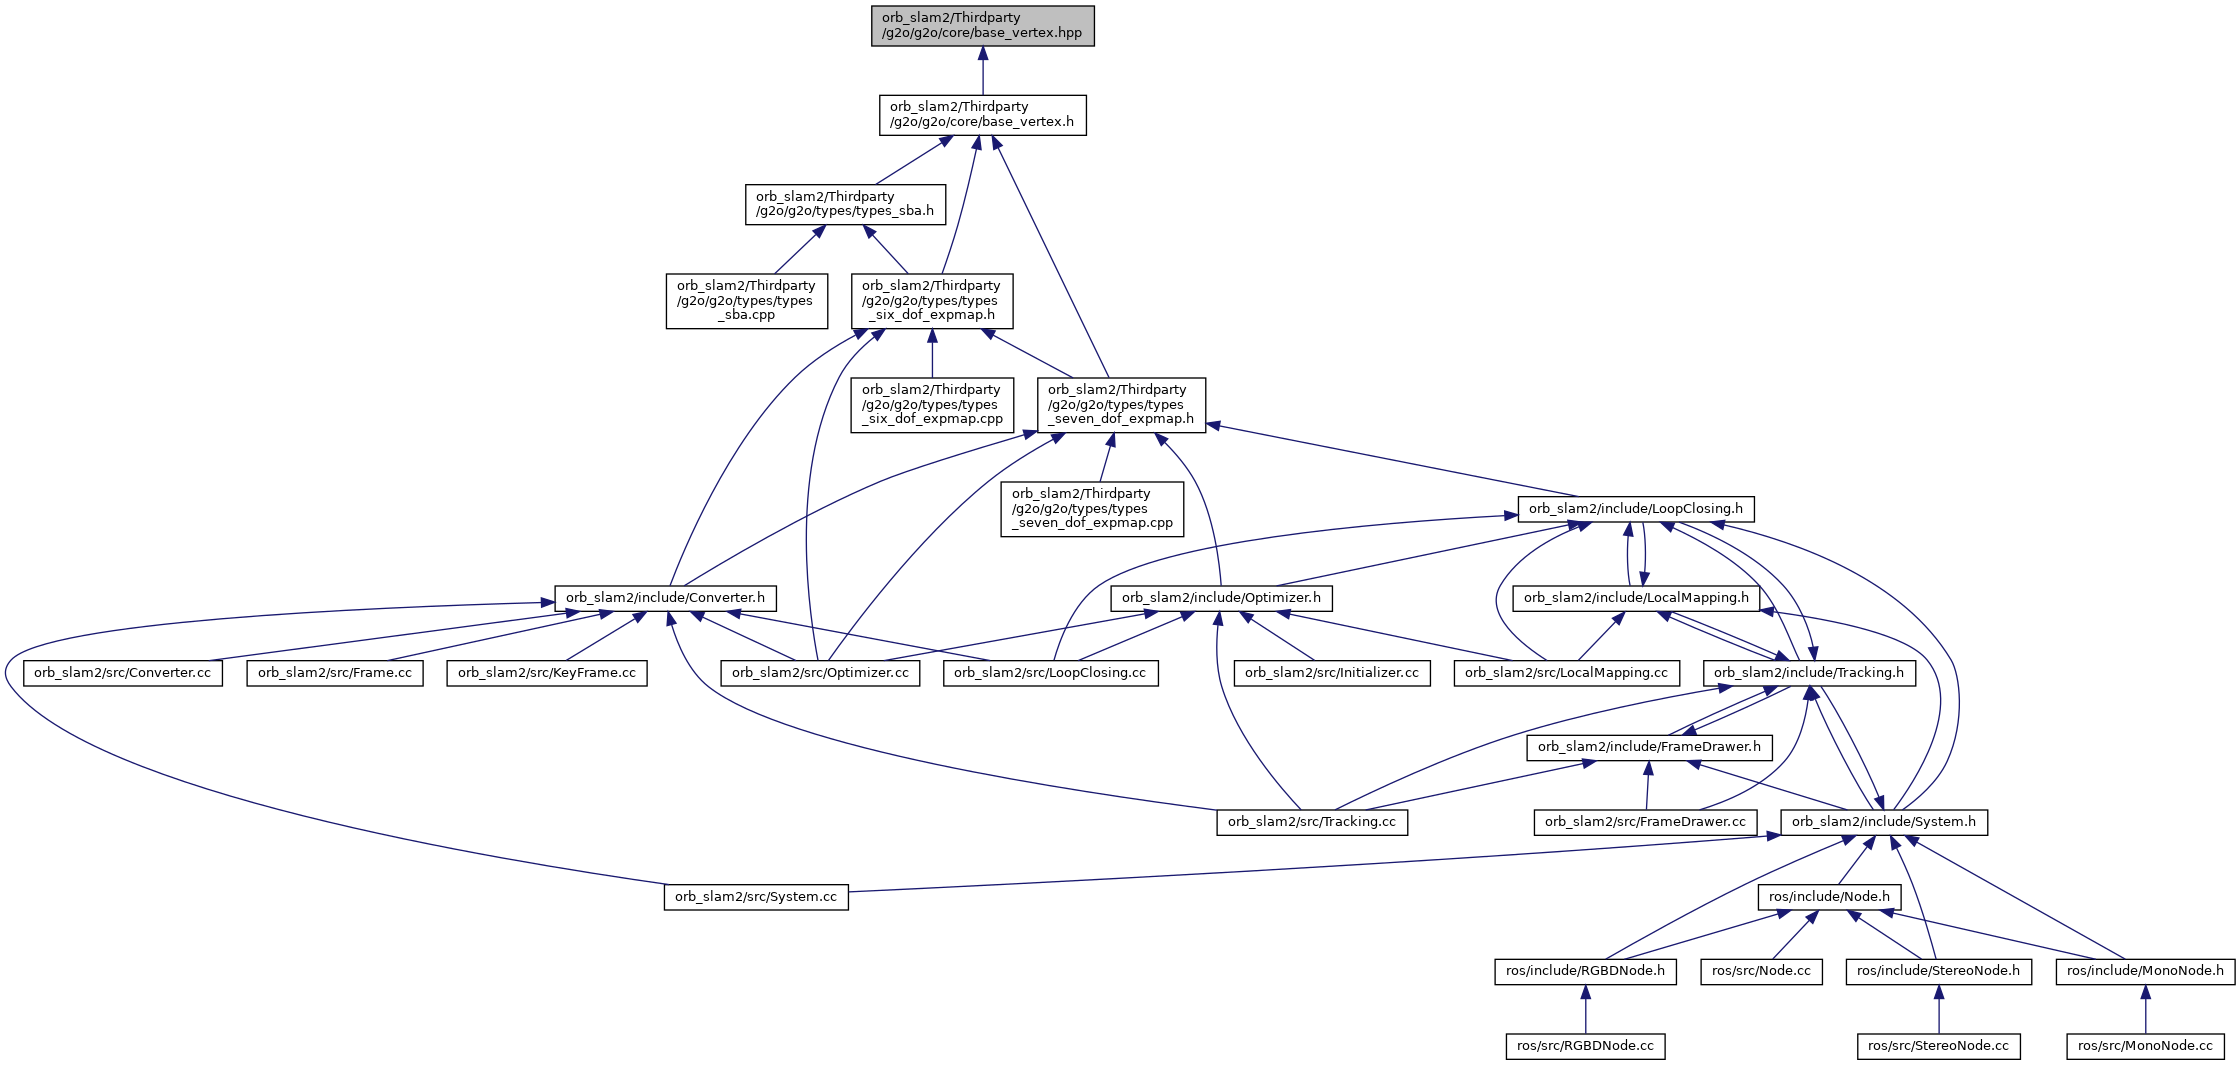 orb_slam2/Thirdparty
/g2o/g2o/core/base_vertex.hpp
orb_slam2/Thirdparty
/g2o/g2o/core/base_vertex.h
orb_slam2/Thirdparty
/g2o/g2o/types/types_sba.h
orb_slam2/Thirdparty
/g2o/g2o/types/types
_sba.cpp
orb_slam2/Thirdparty
/g2o/g2o/types/types
_six_dof_expmap.h
orb_slam2/Thirdparty
/g2o/g2o/types/types
_six_dof_expmap.cpp
orb_slam2/Thirdparty
/g2o/g2o/types/types
_seven_dof_expmap.h
orb_slam2/Thirdparty
/g2o/g2o/types/types
_seven_dof_expmap.cpp
orb_slam2/include/LoopClosing.h
orb_slam2/include/Converter.h
orb_slam2/include/Optimizer.h
orb_slam2/include/LocalMapping.h
orb_slam2/src/Converter.cc
orb_slam2/src/Frame.cc
orb_slam2/src/KeyFrame.cc
orb_slam2/src/Optimizer.cc
orb_slam2/src/LoopClosing.cc
orb_slam2/src/Initializer.cc
orb_slam2/src/LocalMapping.cc
orb_slam2/include/Tracking.h
orb_slam2/include/FrameDrawer.h
orb_slam2/src/Tracking.cc
orb_slam2/src/FrameDrawer.cc
orb_slam2/include/System.h
orb_slam2/src/System.cc
ros/include/Node.h
ros/include/RGBDNode.h
ros/src/Node.cc
ros/include/StereoNode.h
ros/include/MonoNode.h
ros/src/RGBDNode.cc
ros/src/StereoNode.cc
ros/src/MonoNode.cc